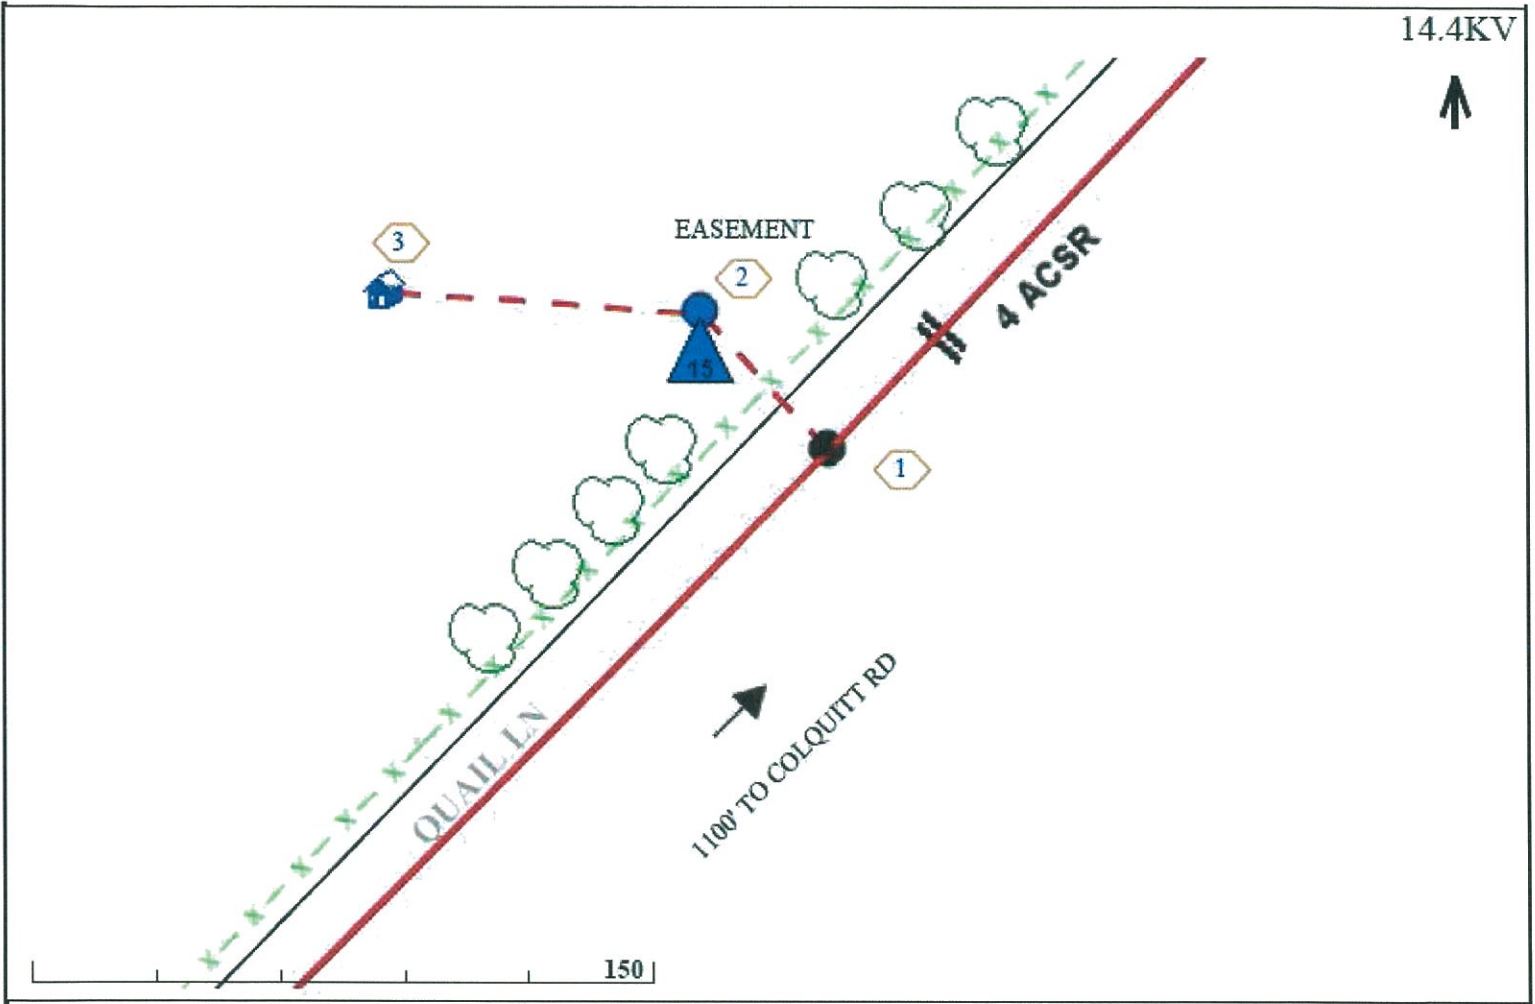 14.4KV
EASEMENT
3
2
4 ACSR
15
1
QUAIL LN
1100' TO COLQUITT RD
150